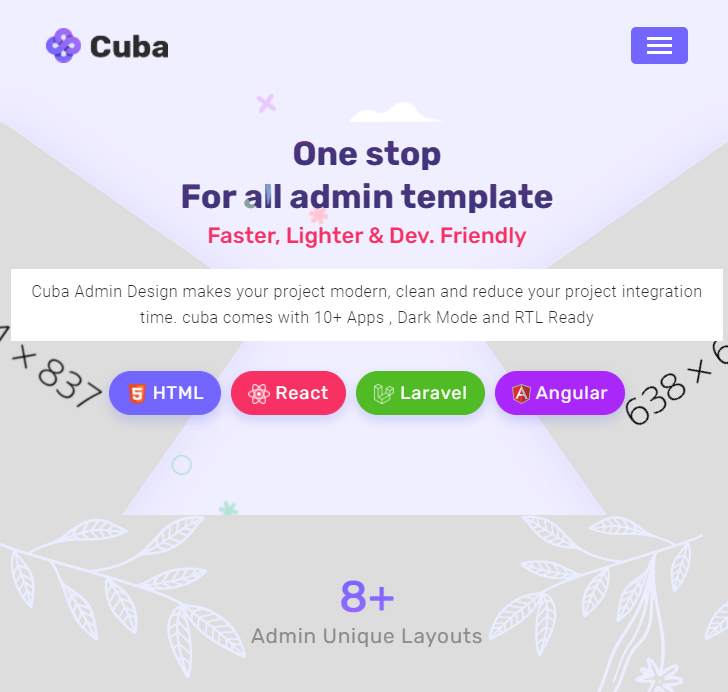 Cuba
One stop
For all admin template
Faster, Lighter & Dev. Friendly
Cuba Admin Design makes your project modern, clean and reduce your project integration
time. cuba comes with 10+ Apps , Dark Mode and RTL Ready
× 837
638 ×
HTML
React
Laravel
Angular
8+
Admin Unique Layouts